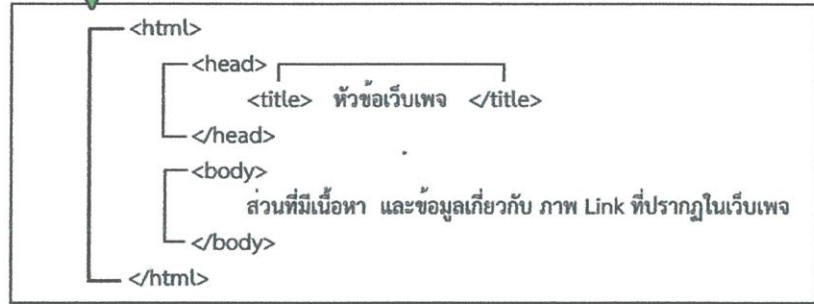 <html>
<head>
<title> หัวข้อเว็บเพจ </title>
</head>
<body>
ส่วนที่มีเนื้อหา และข้อมูลเกี่ยวกับ ภาพ Link ที่ปรากฏในเว็บเพจ
</body>
</html>